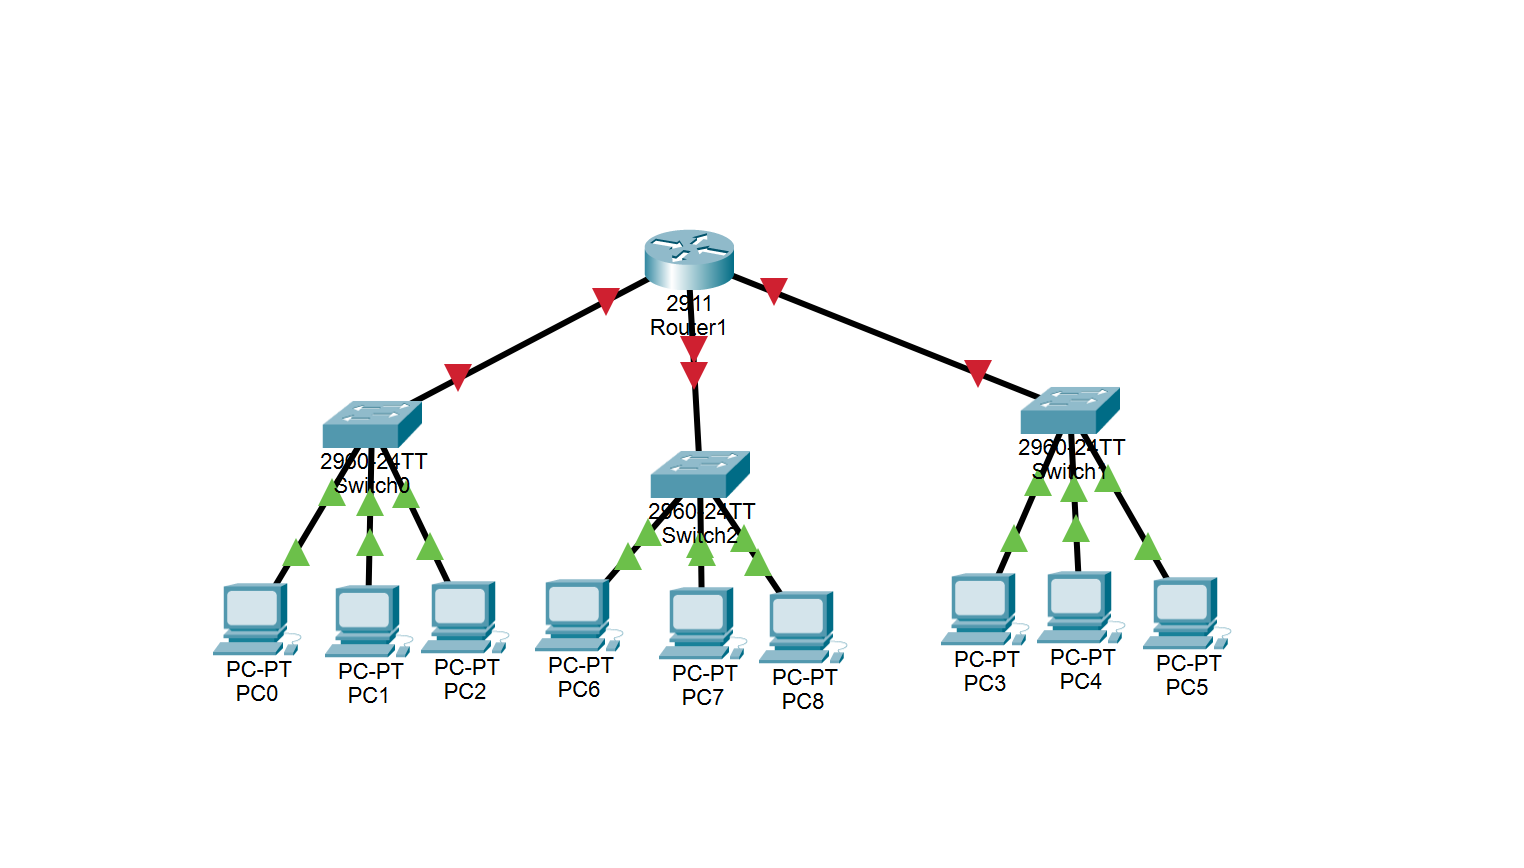 2911
Router1
2960-24TT
Switch0
2960-24TT
Switch2
2960-24TT
Switch1
PC-PT
PC0
PC-PT
PC1
PC-PT
PC2
PC-PT
PC6
PC-PT
PC7
PC-PT
PC8
PC-PT
PC3
PC-PT
PC4
PC-PT
PC5